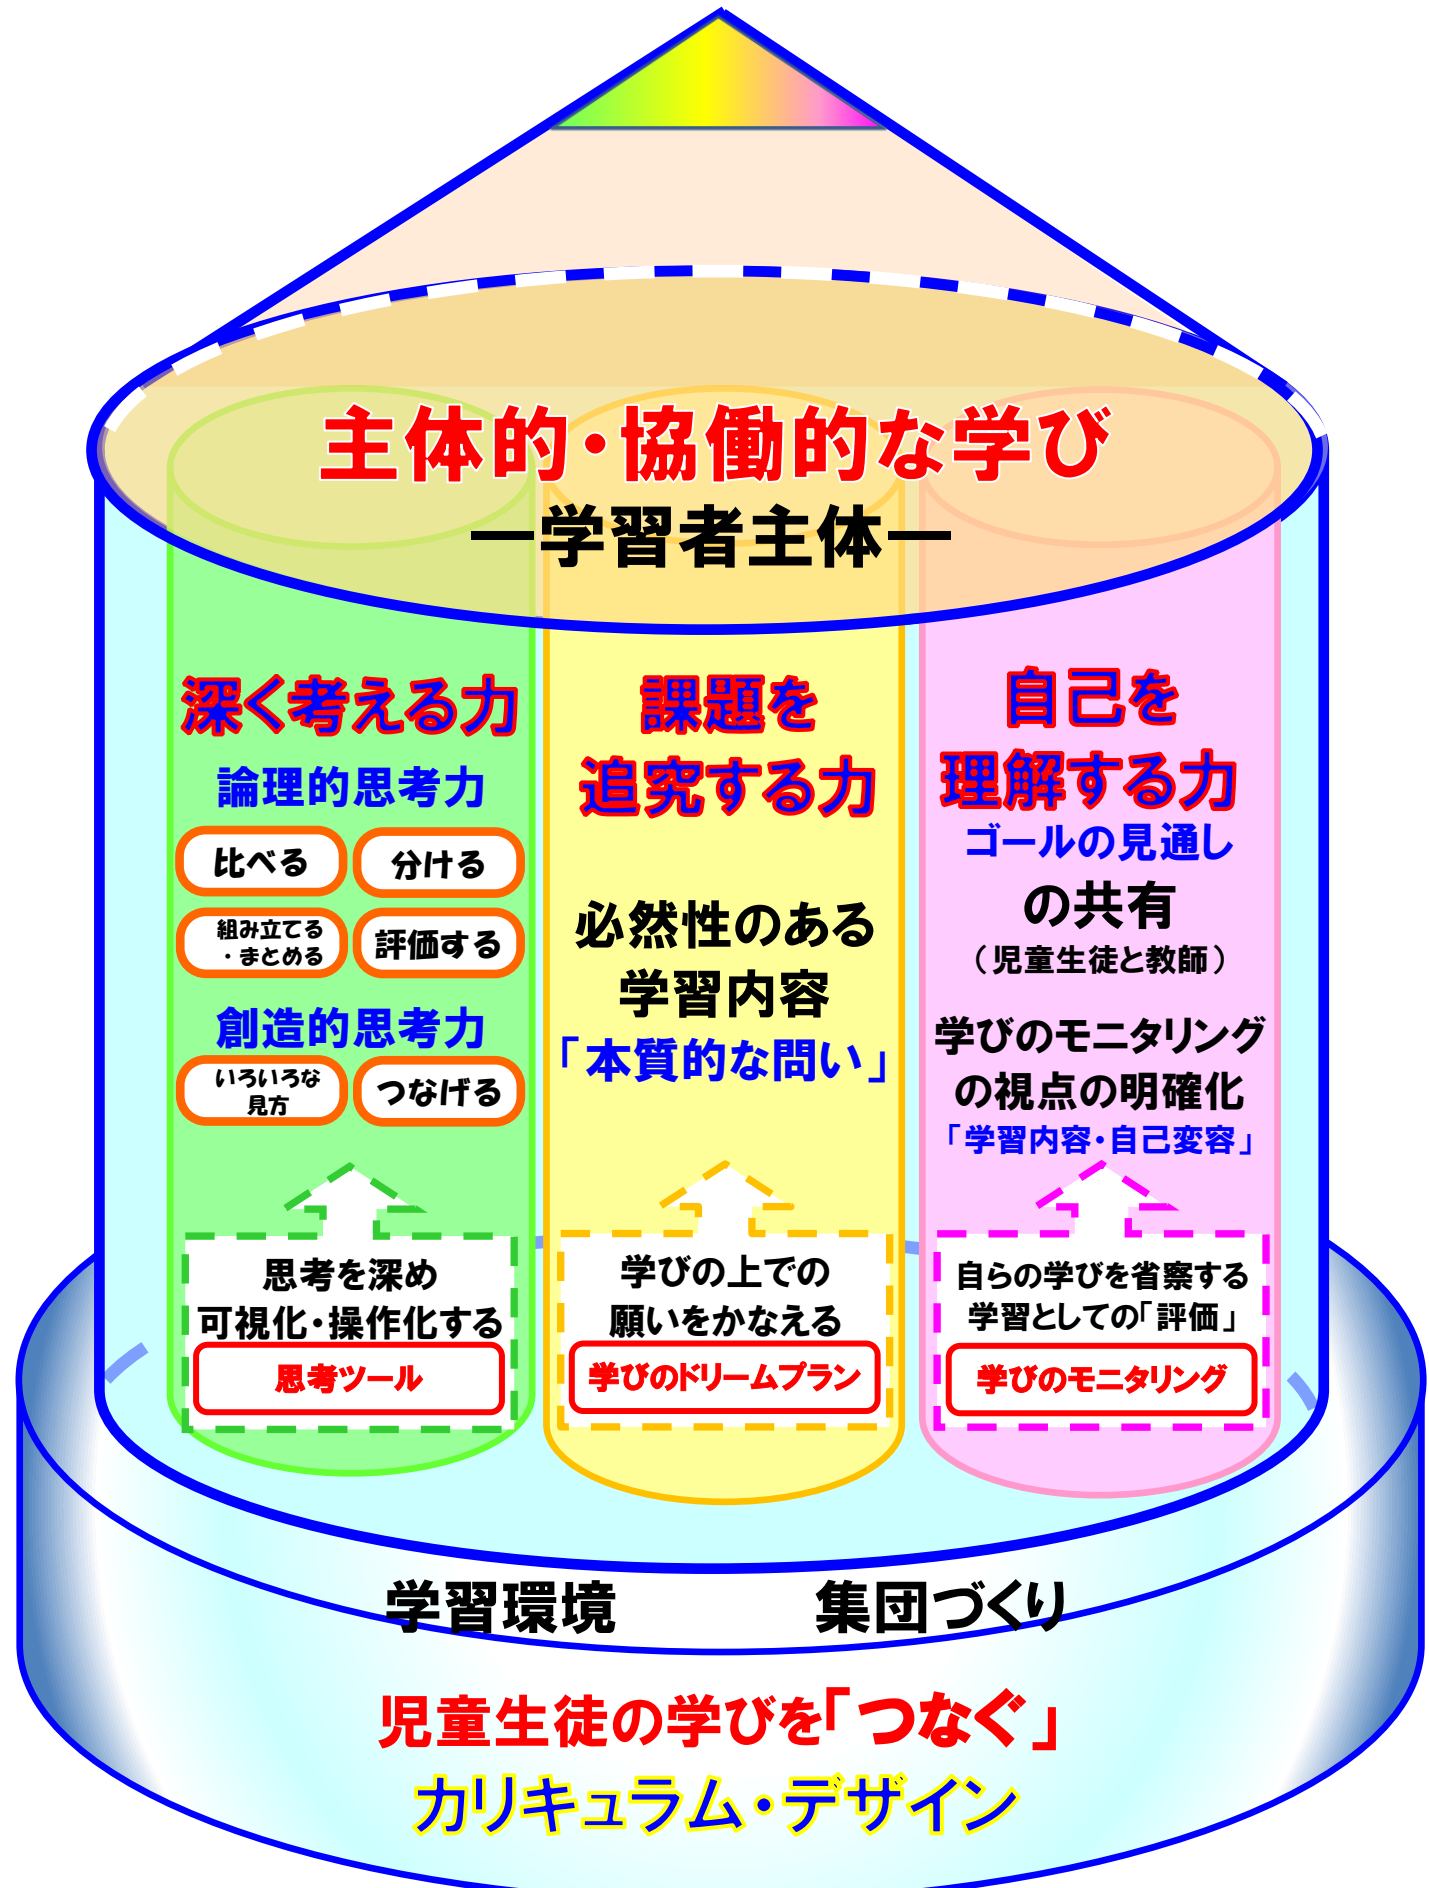 主体的・協働的な学び
―学習者主体―
深く考える力
論理的思考力
比べる
分ける
組み立てる
・まとめる
評価する
創造的思考力
いろいろな
見方
つなげる
思考を深め
可視化・操作化する
思考ツール
課題を
追究する力
必然性のある
学習内容
「本質的な問い」
学びの上での
願いをかなえる
学びのドリームプラン
自己を
理解する力
ゴールの見通し
の共有
（児童生徒と教師）
学びのモニタリング
の視点の明確化
「学習内容・自己変容」
自らの学びを省察する
学習としての「評価」
学びのモニタリング
学習環境
集団づくり
児童生徒の学びを「つなぐ」
カリキュラム・デザイン